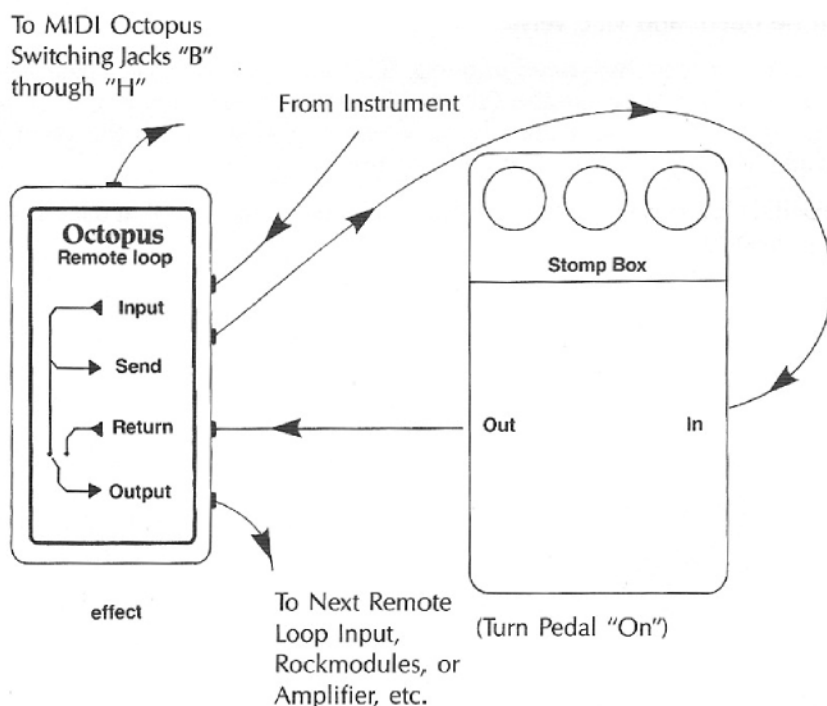 To MIDI Octopus
Switching Jacks "B"
through "H"
From Instrument
Octopus
Remote loop
Input
Send
Return
Output
effect
Stomp Box
Out
In
To Next Remote
Loop Input,
Rockmodules, or
Amplifier, etc.
(Turn Pedal "On")